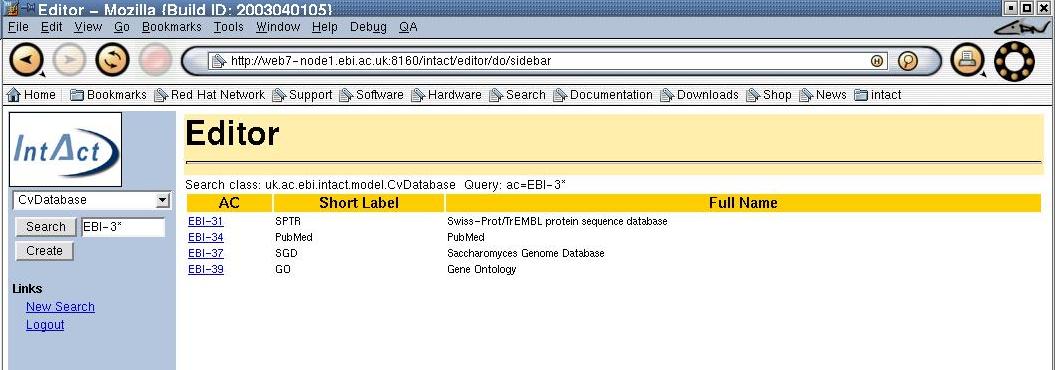 Editor – Mozilla {Build ID: 2003040105}
File Edit View Go Bookmarks Tools Window Help Debug QA
http://web7-node1.ebi.ac.uk:8160/intact/editor/do/sidebar
Home Bookmarks Red Hat Network Support Software Hardware Search Documentation Downloads Shop News intact
IntAct
CvDatabase
Search EBI-3*
Create
Links
New Search
Logout
Editor
Search class: uk.ac.ebi.intact.model.CvDatabase Query: ac=EBI-3*
AC Short Label Full Name
EBI-31 SPTR Swiss-Prot/TrEMBL protein sequence database
EBI-34 PubMed PubMed
EBI-37 SGD Saccharomyces Genome Database
EBI-39 GO Gene Ontology